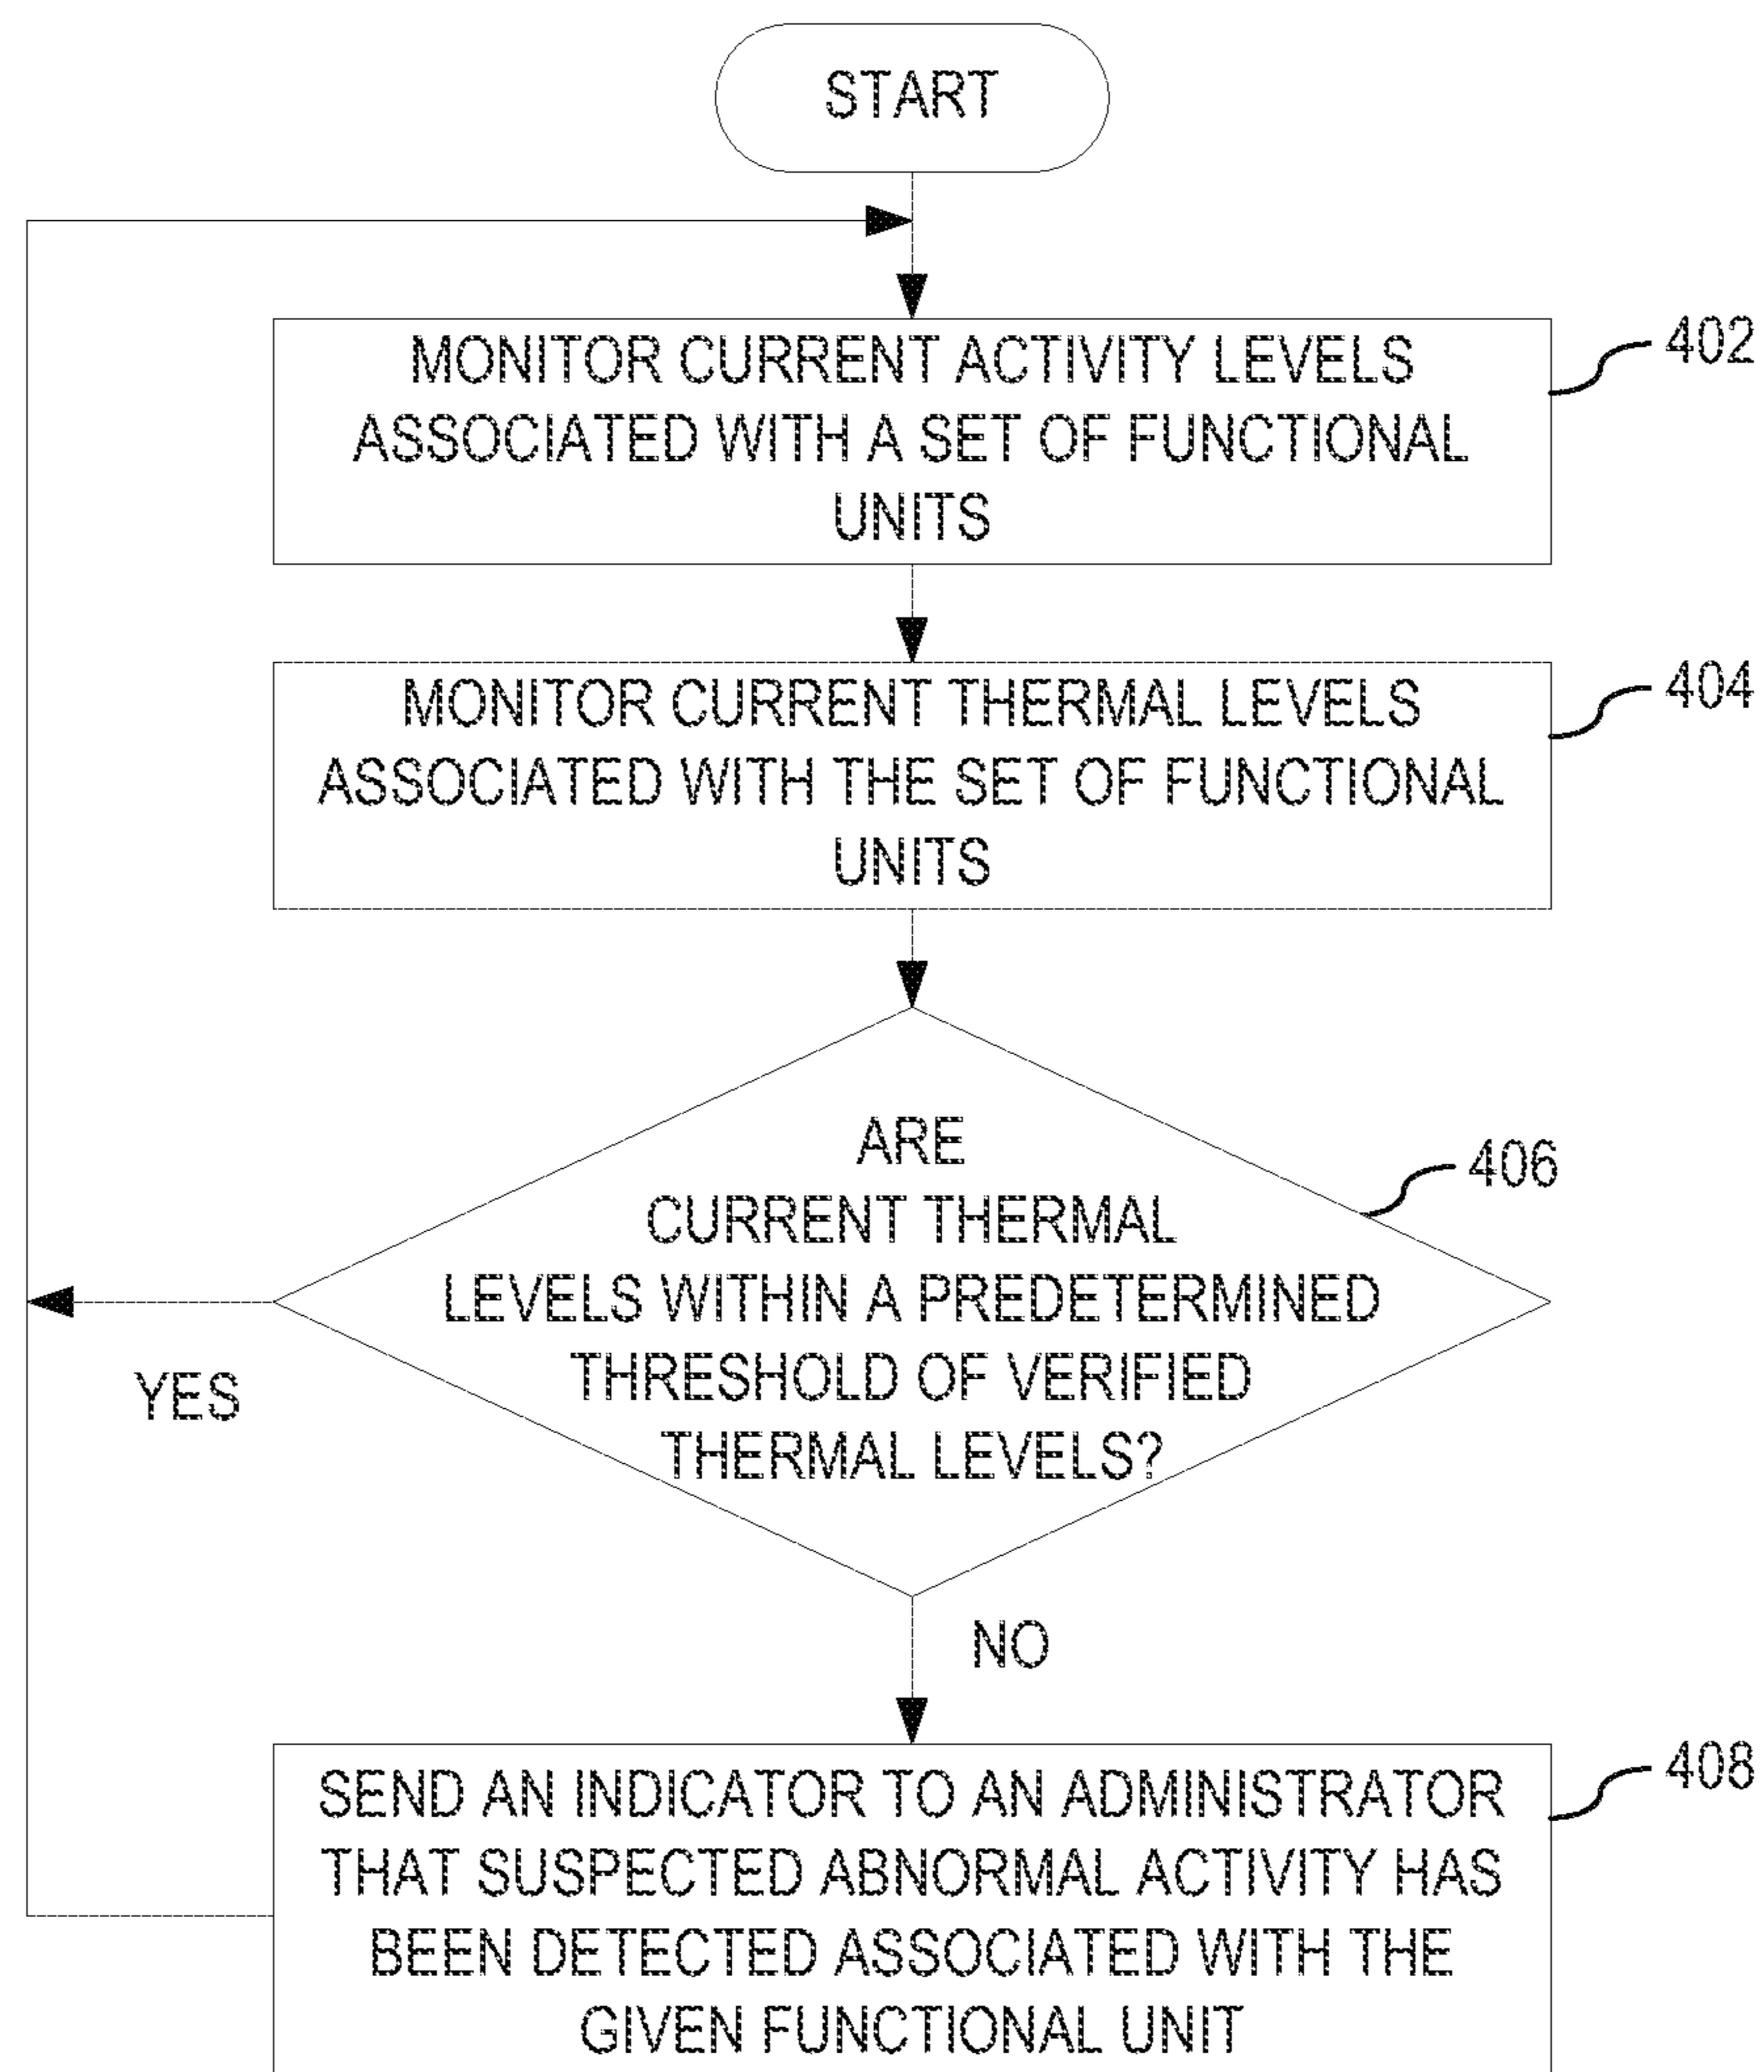 START
MONITOR CURRENT ACTIVITY LEVELS
ASSOCIATED WITH A SET OF FUNCTIONAL
UNITS
402
MONITOR CURRENT THERMAL LEVELS
ASSOCIATED WITH THE SET OF FUNCTIONAL
UNITS
404
ARE
CURRENT THERMAL
LEVELS WITHIN A PREDETERMINED
THRESHOLD OF VERIFIED
THERMAL LEVELS?
406
YES
NO
SEND AN INDICATOR TO AN ADMINISTRATOR
THAT SUSPECTED ABNORMAL ACTIVITY HAS
BEEN DETECTED ASSOCIATED WITH THE
GIVEN FUNCTIONAL UNIT
408